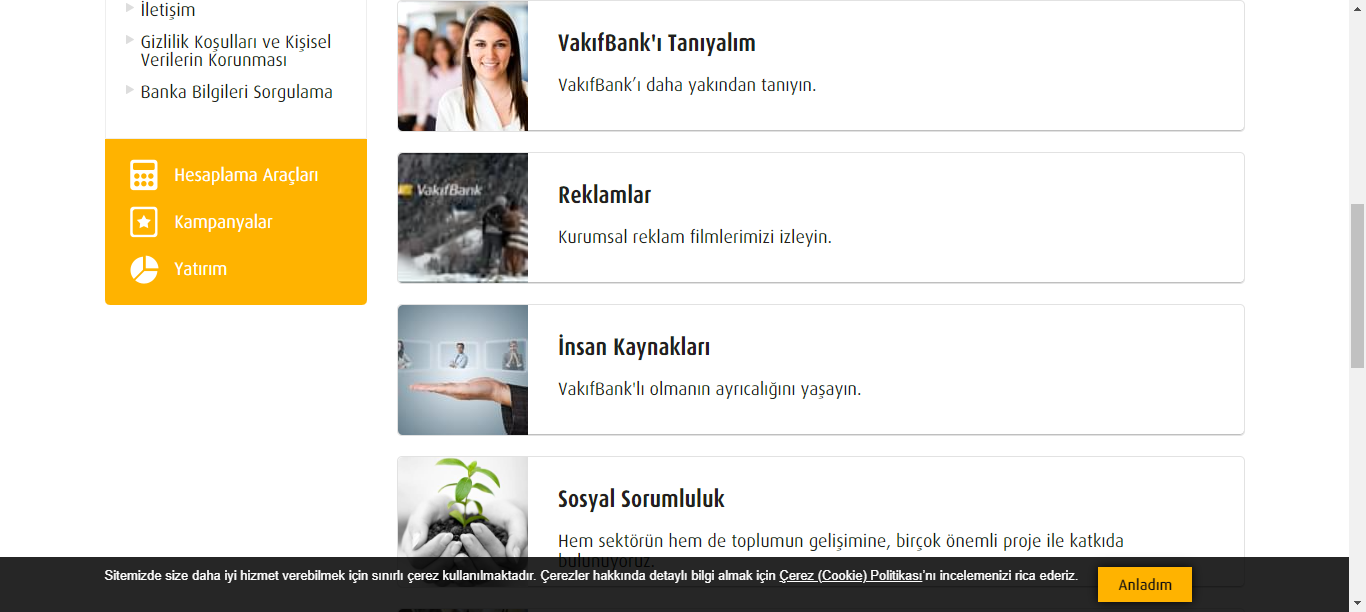 İletişim
Gizlilik Koşulları ve Kişisel
Verilerin Korunması
Banka Bilgileri Sorgulama
Hesaplama Araçları
Kampanyalar
Yatırım
VakıfBank'ı Tanıyalım
VakıfBank’ı daha yakından tanıyın.
VakıfBank
Reklamlar
Kurumsal reklam filmlerimizi izleyin.
İnsan Kaynakları
VakıfBank'lı olmanın ayrıcalığını yaşayın.
Sosyal Sorumluluk
Hem sektörün hem de toplumun gelişimine, birçok önemli proje ile katkıda
bulunuyoruz.
Sitemizde size daha iyi hizmet verebilmek için sınırlı çerez kullanılmaktadır. Çerezler hakkında detaylı bilgi almak için Çerez (Cookie) Politikası'nı incelemenizi rica ederiz.
Anladım